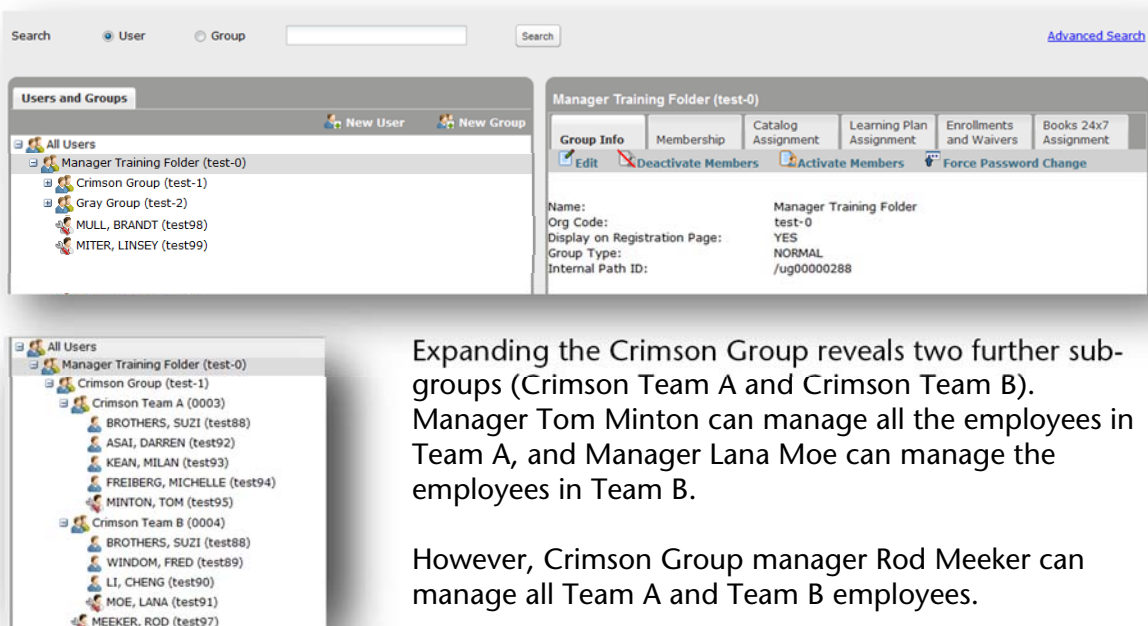 Search User Group Search Advanced Search
Users and Groups
New User New Group
All Users
Manager Training Folder (test-0)
Crimson Group (test-1)
Gray Group (test-2)
MULL, BRANDT (test98)
MITER, LINSEY (test99)
Manager Training Folder (test-0)
Group Info Membership Catalog Assignment Learning Plan Assignment Enrollments and Waivers Books 24x7 Assignment
Edit Deactivate Members Activate Members Force Password Change
Name: Manager Training Folder
Org Code: test-0
Display on Registration Page: YES
Group Type: NORMAL
Internal Path ID: /ug00000288
All Users
Manager Training Folder (test-0)
Crimson Group (test-1)
Crimson Team A (0003)
BROTHERS, SUZI (test88)
ASAI, DARREN (test92)
KEAN, MILAN (test93)
FREIBERG, MICHELLE (test94)
MINTON, TOM (test95)
Crimson Team B (0004)
BROTHERS, SUZI (test88)
WINDOM, FRED (test89)
LI, CHENG (test90)
MOE, LANA (test91)
MEEKER, ROD (test97)
Expanding the Crimson Group reveals two further sub-
groups (Crimson Team A and Crimson Team B).
Manager Tom Minton can manage all the employees in
Team A, and Manager Lana Moe can manage the
employees in Team B.
However, Crimson Group manager Rod Meeker can
manage all Team A and Team B employees.